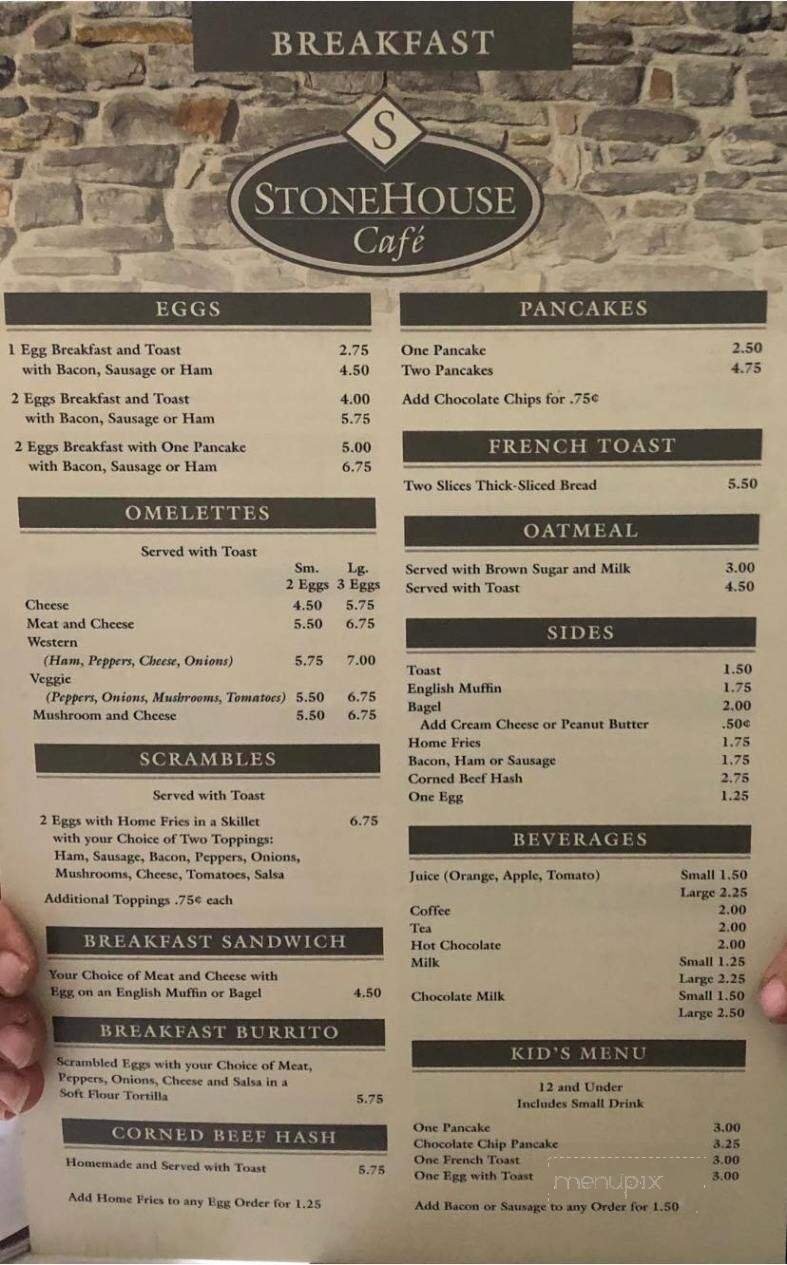 BREAKFAST
S
STONEHOUSE
Café
EGGS
1 Egg Breakfast and Toast 2.75
with Bacon, Sausage or Ham 4.50
2 Eggs Breakfast and Toast 4.00
with Bacon, Sausage or Ham 5.75
2 Eggs Breakfast with One Pancake 5.00
with Bacon, Sausage or Ham 6.75
OMELETTES
Served with Toast
Sm. Lg.
2 Eggs 3 Eggs
Cheese 4.50 5.75
Meat and Cheese 5.50 6.75
Western
(Ham, Peppers, Cheese, Onions) 5.75 7.00
Veggie
(Peppers, Onions, Mushrooms, Tomatoes) 5.50 6.75
Mushroom and Cheese 5.50 6.75
SCRAMBLES
Served with Toast
2 Eggs with Home Fries in a Skillet 6.75
with your Choice of Two Toppings:
Ham, Sausage, Bacon, Peppers, Onions,
Mushrooms, Cheese, Tomatoes, Salsa
Additional Toppings .75¢ each
BREAKFAST SANDWICH
Your Choice of Meat and Cheese with
Egg on an English Muffin or Bagel 4.50
BREAKFAST BURRITO
Scrambled Eggs with your Choice of Meat,
Peppers, Onions, Cheese and Salsa in a
Soft Flour Tortilla 5.75
CORNED BEEF HASH
Homemade and Served with Toast 5.75
Add Home Fries to any Egg Order for 1.25
PANCAKES
One Pancake 2.50
Two Pancakes 4.75
Add Chocolate Chips for .75¢
FRENCH TOAST
Two Slices Thick-Sliced Bread 5.50
OATMEAL
Served with Brown Sugar and Milk 3.00
Served with Toast 4.50
SIDES
Toast 1.50
English Muffin 1.75
Bagel 2.00
Add Cream Cheese or Peanut Butter .50¢
Home Fries 1.75
Bacon, Ham or Sausage 1.75
Corned Beef Hash 2.75
One Egg 1.25
BEVERAGES
Juice (Orange, Apple, Tomato) Small 1.50
Large 2.25
Coffee 2.00
Tea 2.00
Hot Chocolate 2.00
Milk Small 1.25
Large 2.25
Chocolate Milk Small 1.50
Large 2.50
KID'S MENU
12 and Under
Includes Small Drink
One Pancake 3.00
Chocolate Chip Pancake 3.25
One French Toast 3.00
One Egg with Toast 3.00
menupix
Add Bacon or Sausage to any Order for 1.50